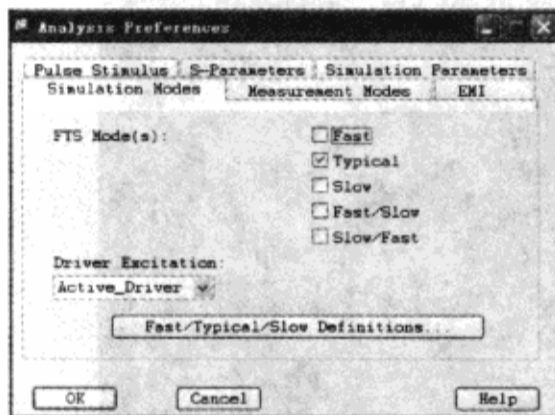 Analysis Preferences
Pulse Stimulus S-Parameters Simulation Parameters
Simulation Modes Measurement Modes EMI
FTS Mode(s): Fast
Typical
Slow
Fast/Slow
Slow/Fast
Driver Excitation:
Active_Driver
Fast/Typical/Slow Definitions...
OK Cancel Help